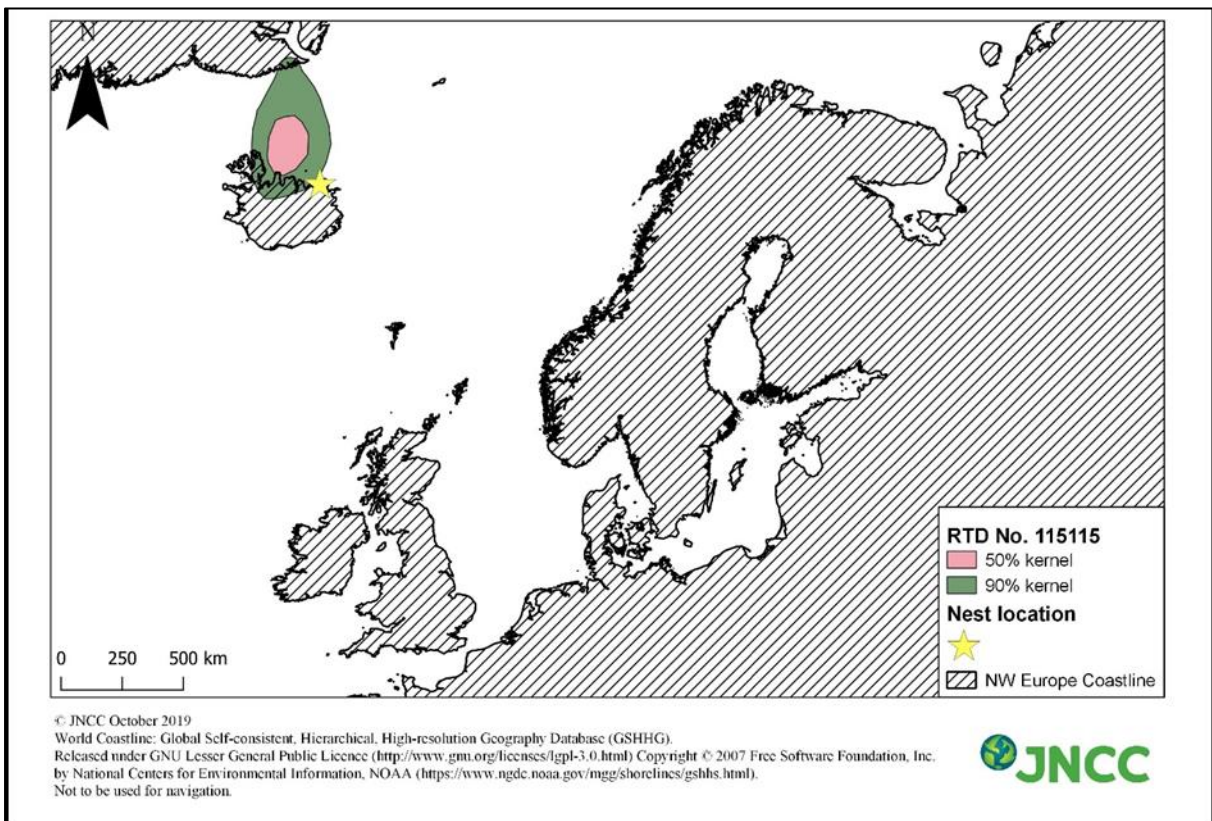 N
RTD No. 115115
50% kernel
90% kernel
Nest location
NW Europe Coastline
0 250 500 km
© JNCC October 2019
World Coastline: Global Self-consistent, Hierarchical, High-resolution Geography Database (GSHHG).
Released under GNU Lesser General Public Licence (http://www.gnu.org/licenses/lgpl-3.0.html) Copyright © 2007 Free Software Foundation, Inc.
by National Centers for Environmental Information, NOAA (https://www.ngdc.noaa.gov/mgg/shorelines/gshhs.html).
Not to be used for navigation.
JNCC